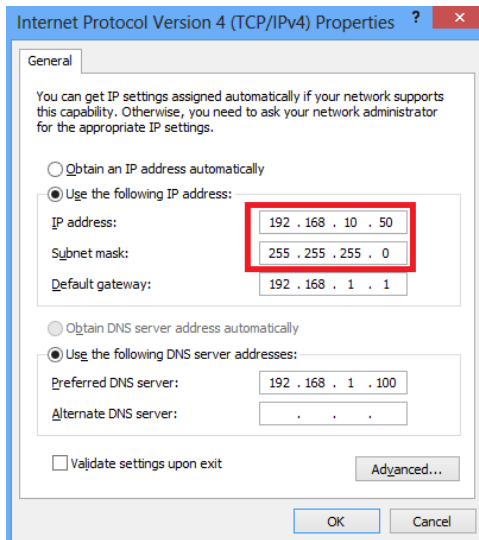 Internet Protocol Version 4 (TCP/IPv4) Properties ? ×
General
You can get IP settings assigned automatically if your network supports
this capability. Otherwise, you need to ask your network administrator
for the appropriate IP settings.
Obtain an IP address automatically
Use the following IP address:
IP address: 192 . 168 . 10 . 50
Subnet mask: 255 . 255 . 255 . 0
Default gateway: 192 . 168 . 1 . 1
Obtain DNS server address automatically
Use the following DNS server addresses:
Preferred DNS server: 192 . 168 . 1 . 100
Alternate DNS server: . . .
Validate settings upon exit
Advanced...
OK Cancel